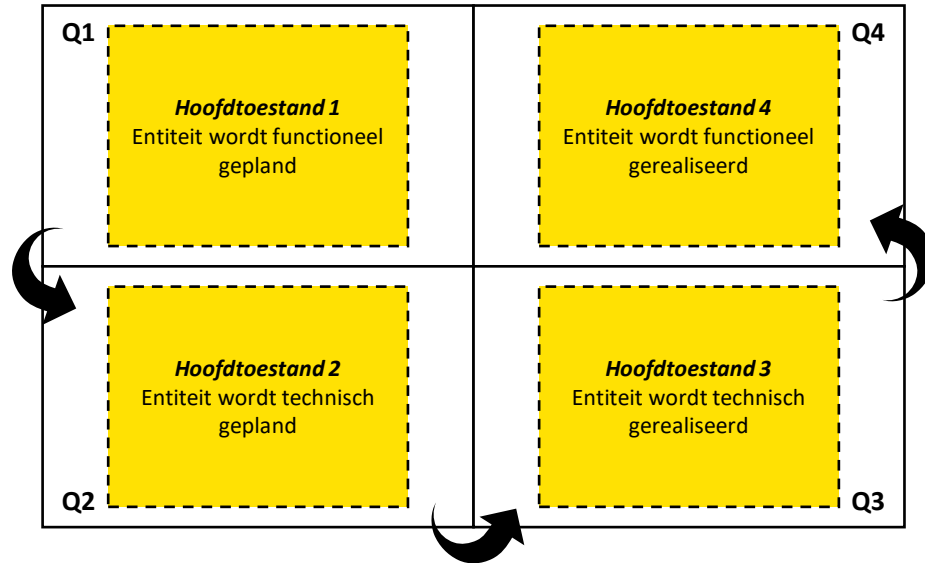 Q1
Hoofdtoestand 1
Entiteit wordt functioneel
gepland
Q4
Hoofdtoestand 4
Entiteit wordt functioneel
gerealiseerd
Hoofdtoestand 2
Entiteit wordt technisch
gepland
Q2
Hoofdtoestand 3
Entiteit wordt technisch
gerealiseerd
Q3